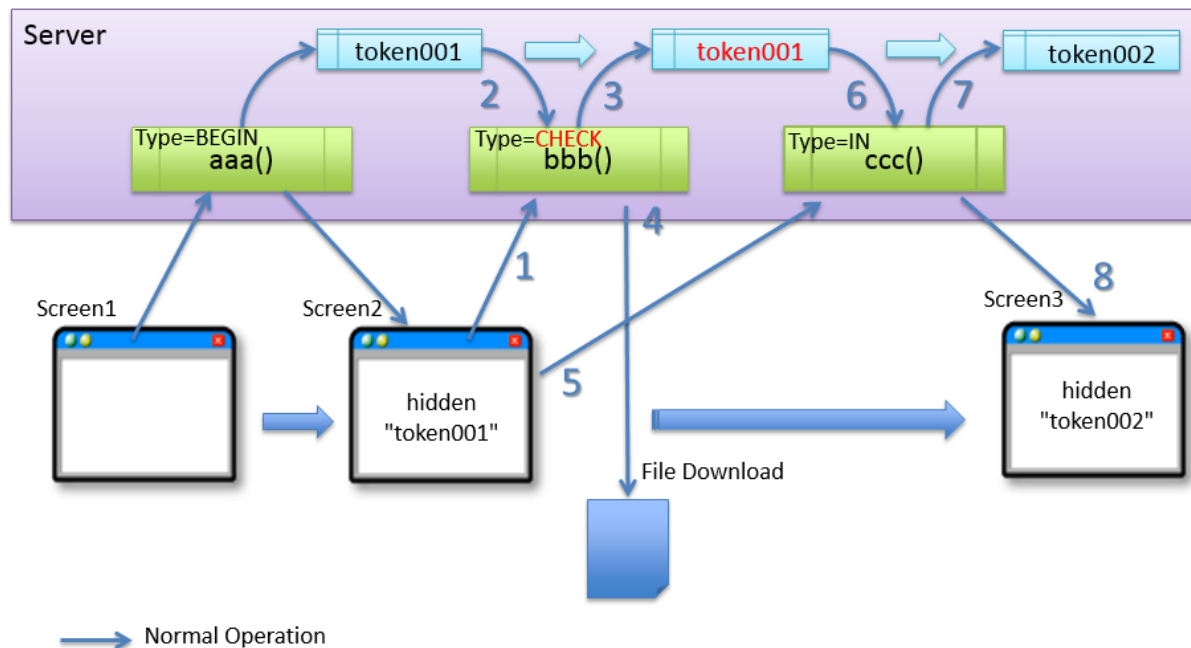 Server
token001
token001
token002
2
3
6
7
Type=BEGIN
aaa()
Type=CHECK
bbb()
Type=IN
ccc()
4
1
8
Screen1
Screen2
Screen3
5
hidden
"token001"
hidden
"token002"
File Download
Normal Operation